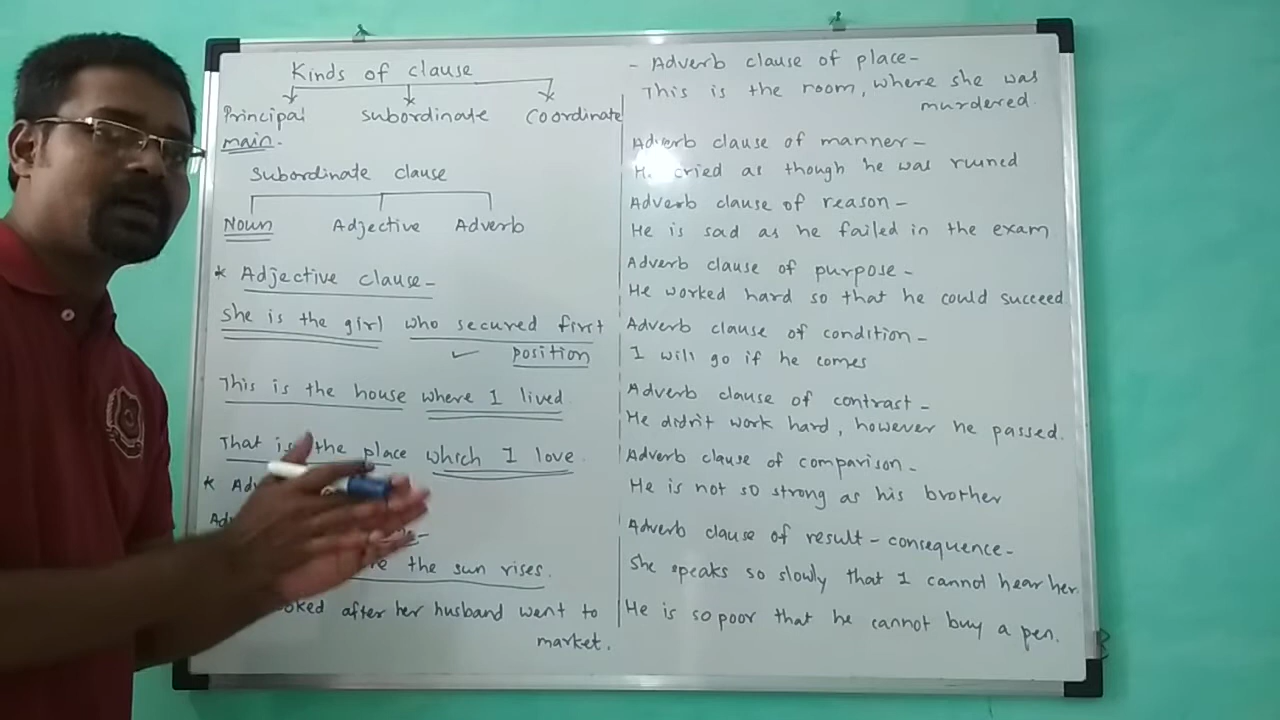 Kinds of clause
Principal subordinate Coordinate
main.
Subordinate clause
Noun Adjective Adverb
* Adjective clause-
She is the girl who secured first
✓ position
This is the house where I lived
That is the place which I love.
* Adv
Adv
the sun rises.
after her husband went to
market.
- Adverb clause of place-
This is the room, where she was
murdered.
Adverb clause of manner-
cried as though he was ruined
Adverb clause of reason-
He is sad as he failed in the exam
Adverb clause of purpose-
He worked hard so that he could succeed
Adverb clause of condition-
I will go if he comes
Adverb clause of contrast-
He didn't work hard, however he passed.
Adverb clause of comparison-
He is not so strong as his brother
Adverb clause of result-consequence-
She speaks so slowly that I cannot hear her.
He is so poor that he cannot buy a pen.